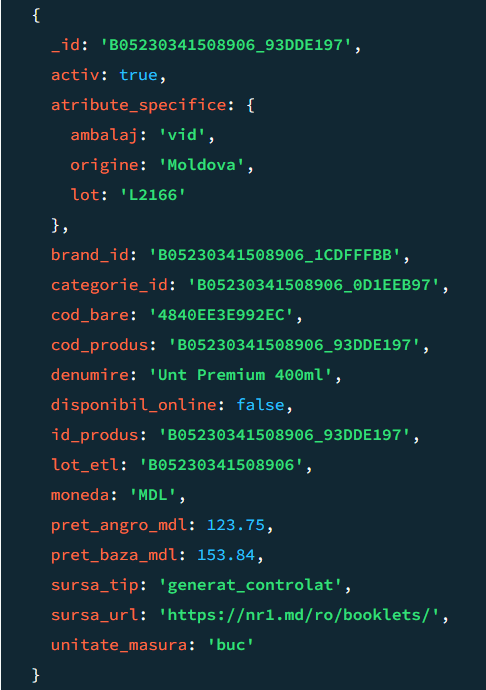 {
_id: 'B05230341508906_93DDE197',
activ: true,
atribute_specifice: {
ambalaj: 'vid',
origine: 'Moldova',
lot: 'L2166'
},
brand_id: 'B05230341508906_1CDFFFBB',
categorie_id: 'B05230341508906_0D1EEB97',
cod_bare: '4840EE3E992EC',
cod_produs: 'B05230341508906_93DDE197',
denumire: 'Unt Premium 400ml',
disponibil_online: false,
id_produs: 'B05230341508906_93DDE197',
lot_etl: 'B05230341508906',
moneda: 'MDL',
pret_angro_mdl: 123.75,
pret_baza_mdl: 153.84,
sursa_tip: 'generat_controlat',
sursa_url: 'https://nr1.md/ro/booklets/',
unitate_masura: 'buc'
}